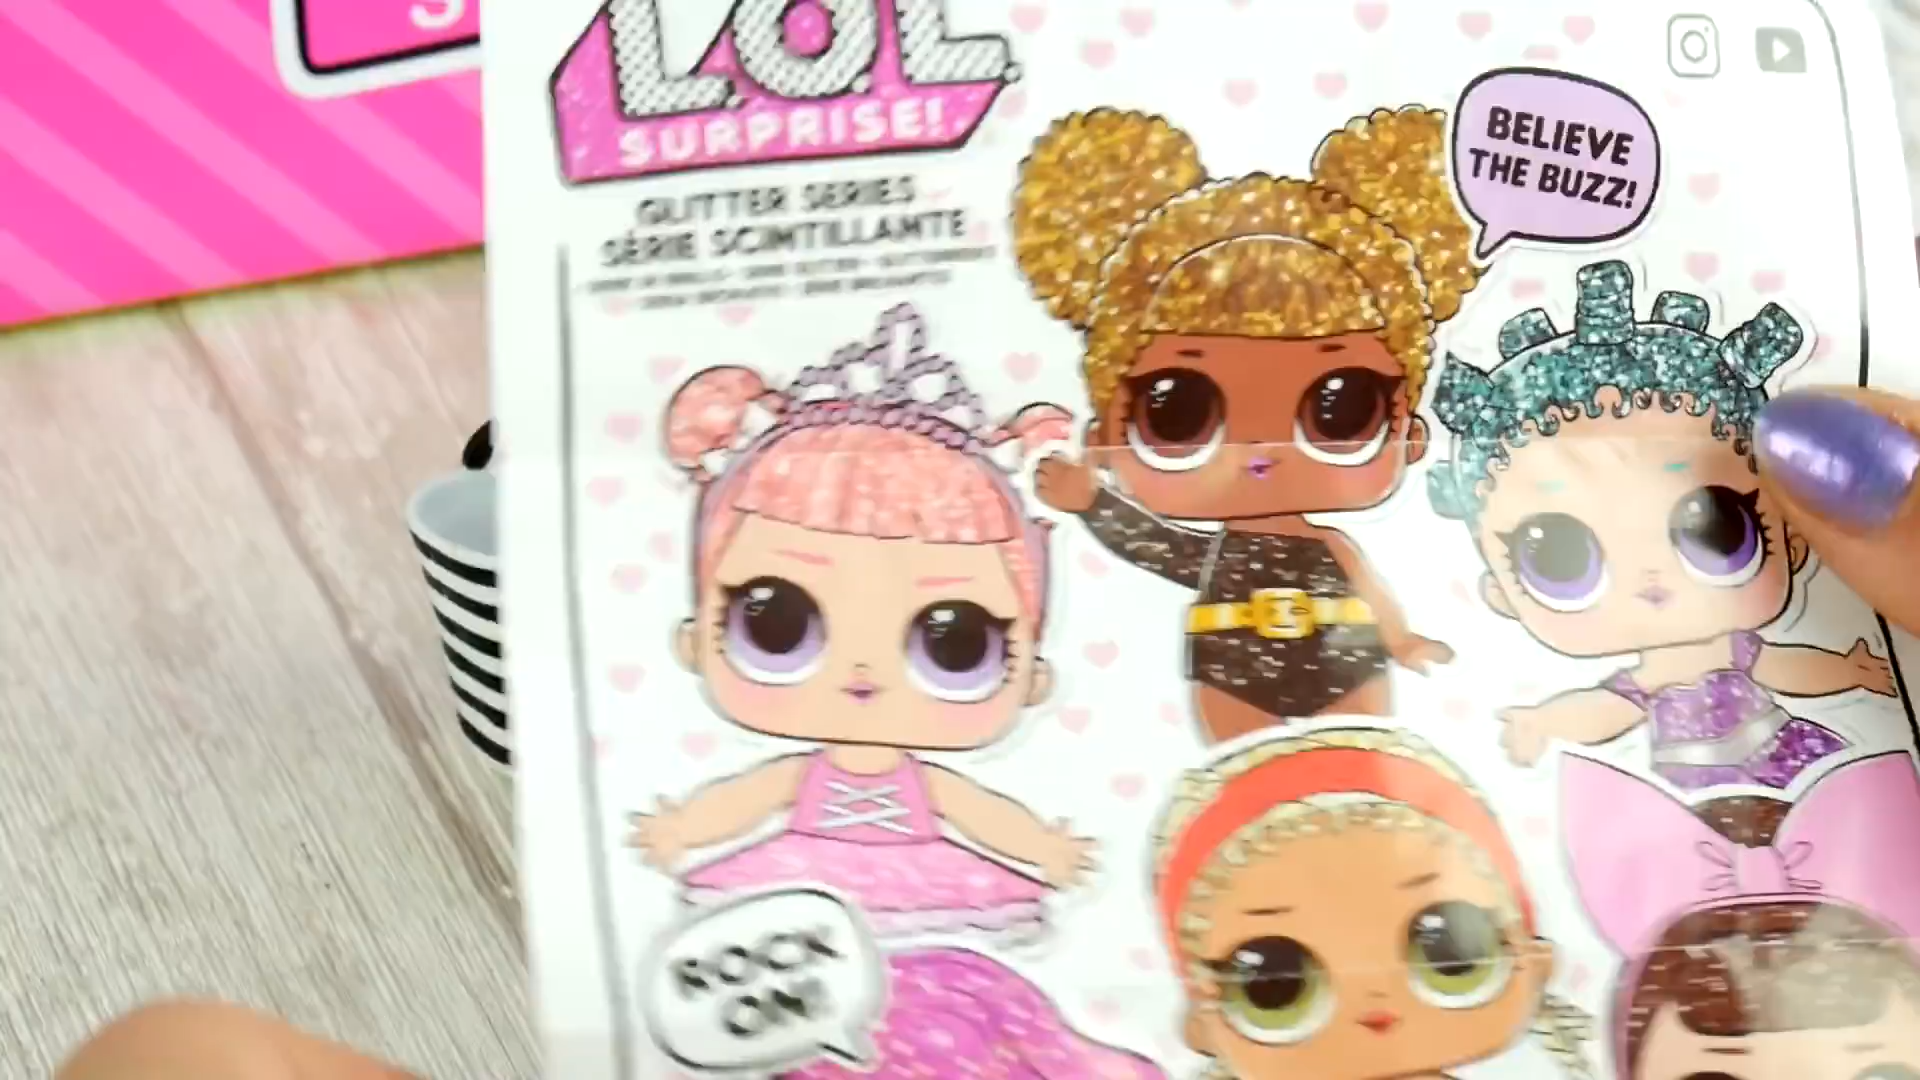 S
L.O.L.
SURPRISE!
GLITTER SERIES
SÉRIE SCINTILLANTE
BELIEVE
THE BUZZ!
ROCK
ON!